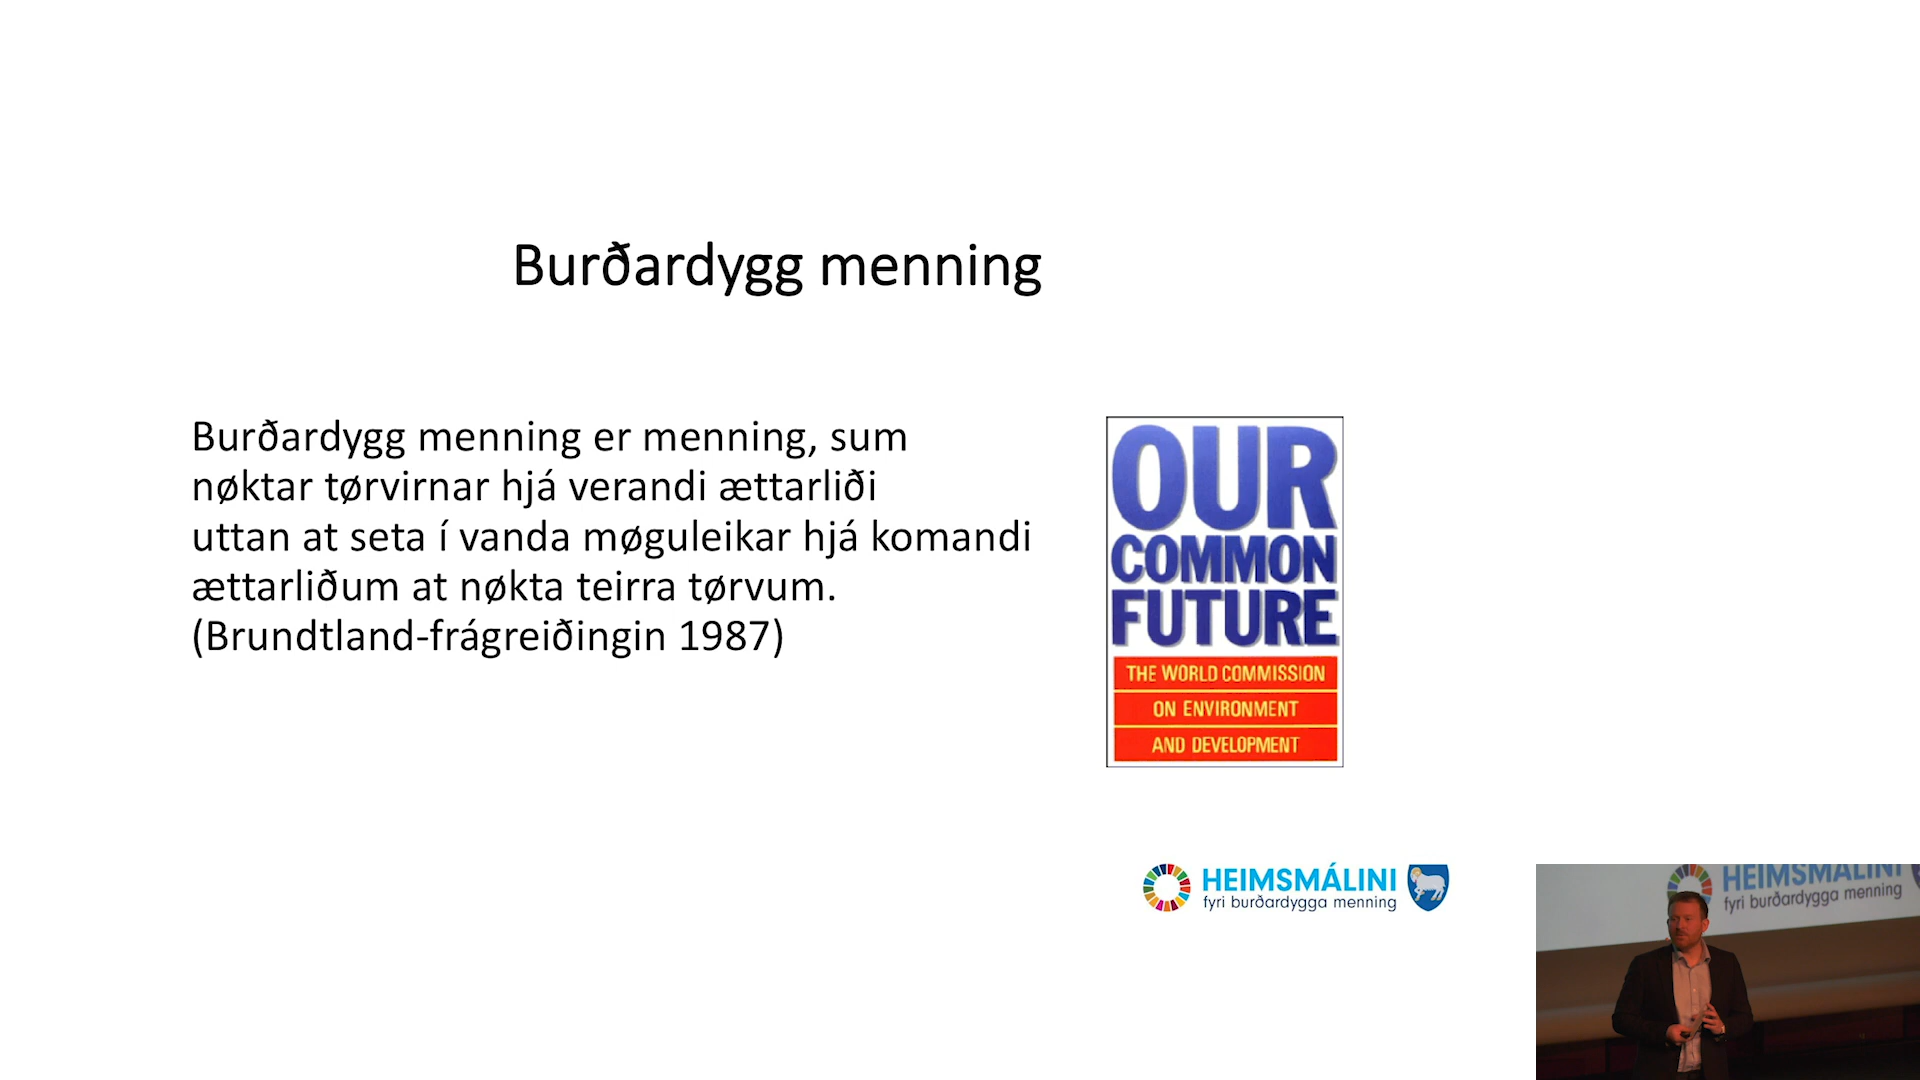 Burðardygg menning
Burðardygg menning er menning, sum
nøktar tørvirnar hjá verandi ættarliði
uttan at seta í vanda møguleikar hjá komandi
ættarliðum at nøkta teirra tørvum.
(Brundtland-frágreiðingin 1987)
OUR
COMMON
FUTURE
THE WORLD COMMISSION
ON ENVIRONMENT
AND DEVELOPMENT
HEIMSMÁLINI
fyri burðardygga menning
HEIMSMÁLINI
fyri burðardygga menning